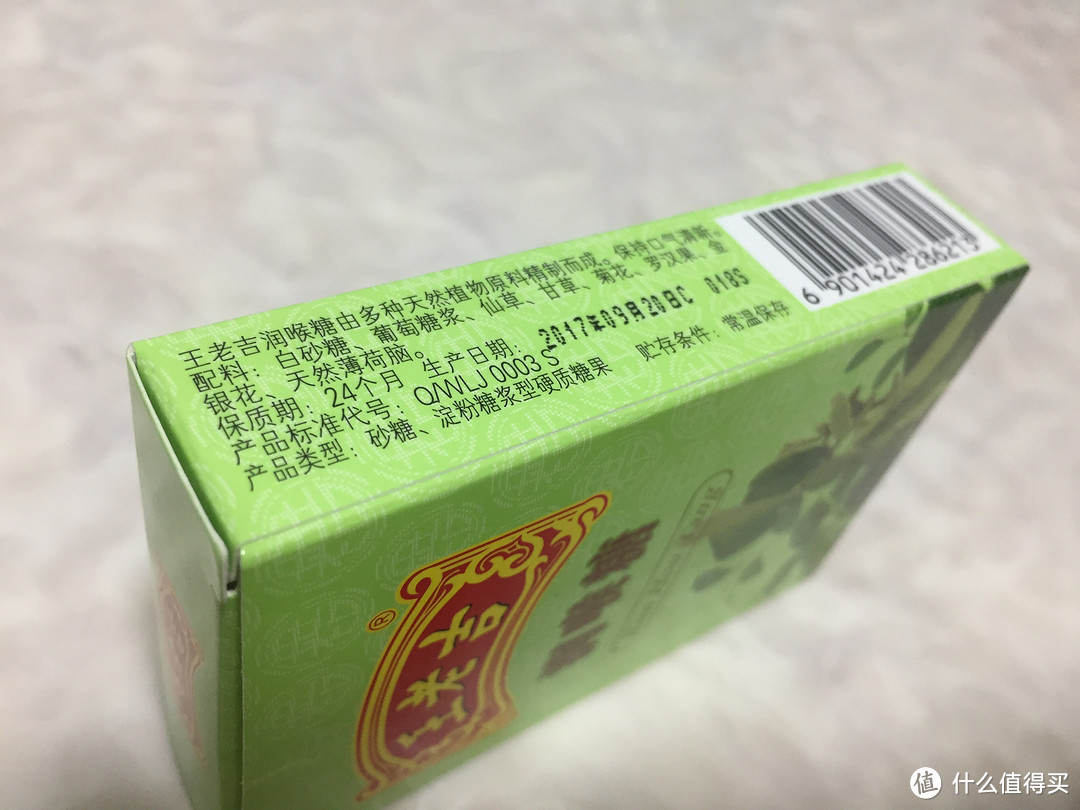 王老吉润喉糖由多种天然植物原料精制而成。保持口气清新。
配料：白砂糖、葡萄糖浆、仙草、甘草、菊花、罗汉果、金
银花、天然薄荷脑。
保质期：24个月 生产日期：2017年09月20日C 018S
产品标准代号：Q/WLJ 0003 S 贮存条件：常温保存
产品类型：砂糖、淀粉糖浆型硬质糖果
6 901424 286213
王老吉®
润喉糖
值 什么值得买